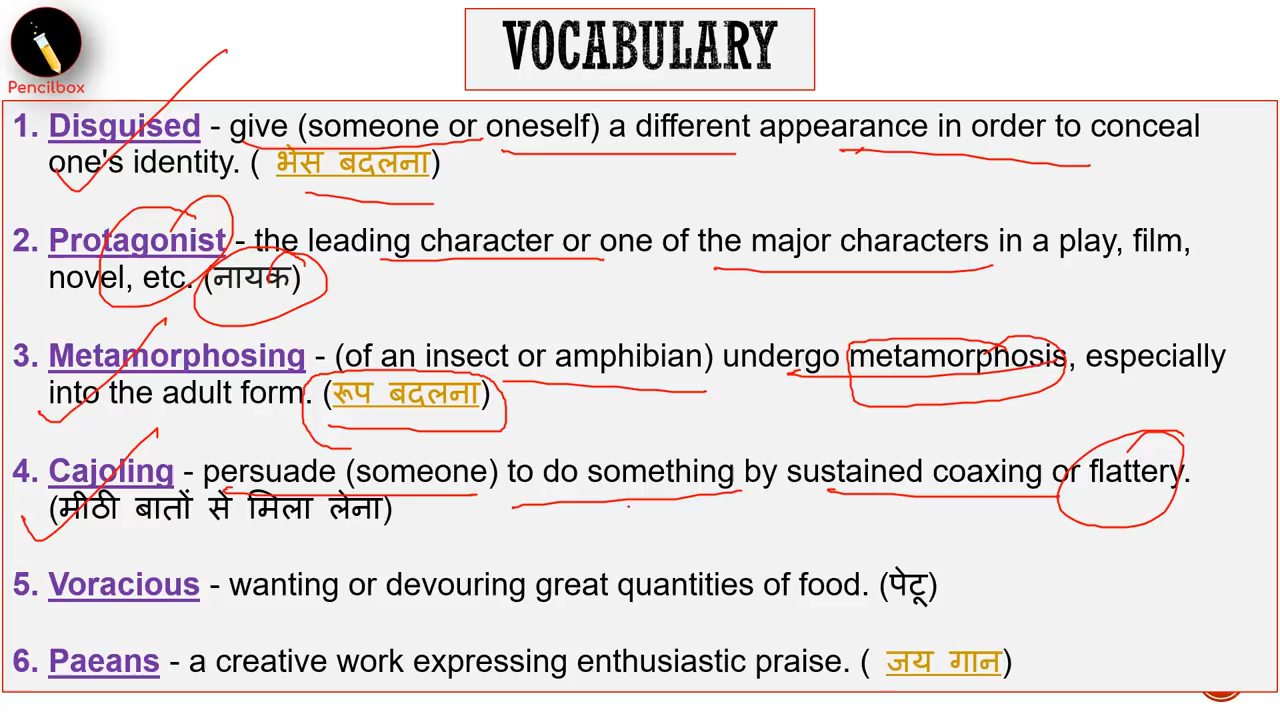 Pencilbox
VOCABULARY
1. Disguised - give (someone or oneself) a different appearance in order to conceal
one's identity. ( भेस बदलना)
2. Protagonist - the leading character or one of the major characters in a play, film,
novel, etc. (नायक)
3. Metamorphosing - (of an insect or amphibian) undergo metamorphosis, especially
into the adult form. (रूप बदलना)
4. Cajoling - persuade (someone) to do something by sustained coaxing or flattery.
(मीठी बातों से मिला लेना)
5. Voracious - wanting or devouring great quantities of food. (पेटू)
6. Paeans - a creative work expressing enthusiastic praise. ( जय गान)